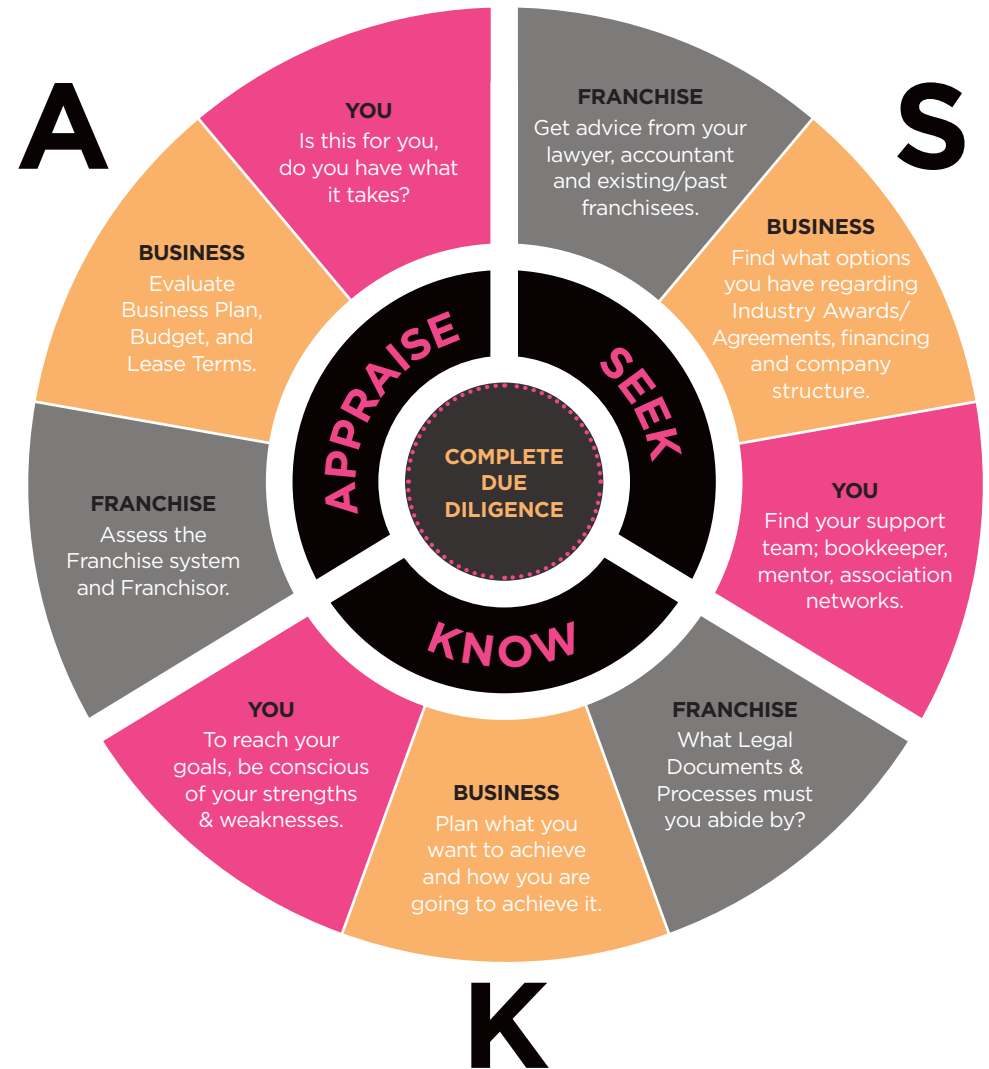 A
YOU
Is this for you,
do you have what
it takes?
BUSINESS
Evaluate
Business Plan,
Budget, and
Lease Terms.
FRANCHISE
Assess the
Franchise system
and Franchisor.
APPRAISE
S
FRANCHISE
Get advice from your
lawyer, accountant
and existing/past
franchisees.
BUSINESS
Find what options
you have regarding
Industry Awards/
Agreements, financing
and company
structure.
YOU
Find your support
team; bookkeeper,
mentor, association
networks.
SEEK
COMPLETE
DUE
DILIGENCE
KNOW
YOU
To reach your
goals, be conscious
of your strengths
& weaknesses.
BUSINESS
Plan what you
want to achieve
and how you are
going to achieve it.
FRANCHISE
What Legal
Documents &
Processes must
you abide by?
K